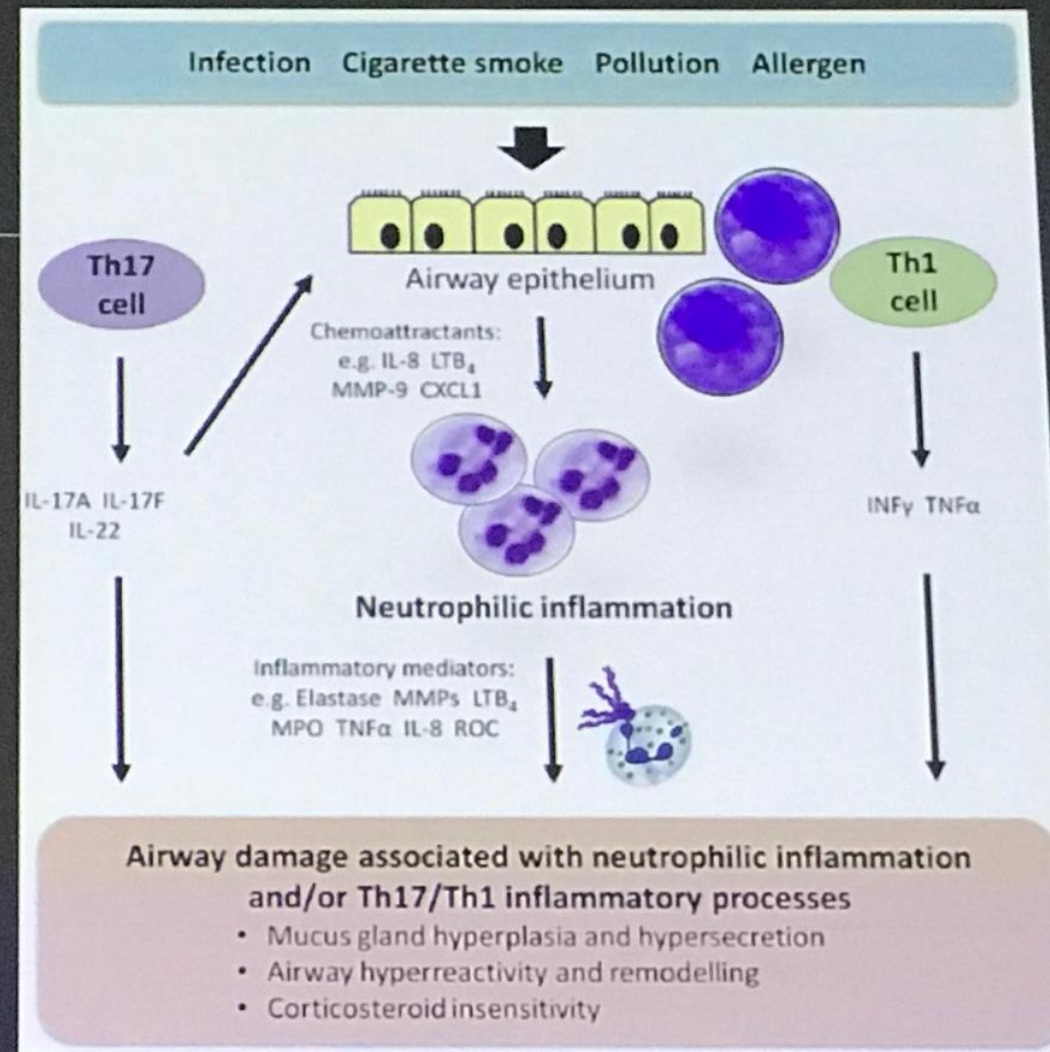 Infection Cigarette smoke Pollution Allergen
Th17
cell
Airway epithelium
Th1
cell
Chemoattractants:
e.g. IL-8 LTB₄
MMP-9 CXCL1
IL-17A IL-17F
IL-22
INFγ TNFα
Neutrophilic inflammation
Inflammatory mediators:
e.g. Elastase MMPs LTB₄
MPO TNFα IL-8 ROC
Airway damage associated with neutrophilic inflammation
and/or Th17/Th1 inflammatory processes
• Mucus gland hyperplasia and hypersecretion
• Airway hyperreactivity and remodelling
• Corticosteroid insensitivity